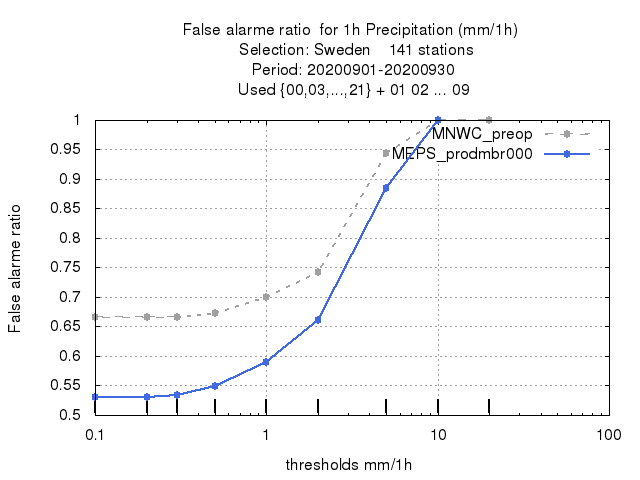 False alarme ratio  for 1h Precipitation (mm/1h)
Selection: Sweden    141 stations
Period: 20200901-20200930
Used {00,03,...,21} + 01 02 ... 09
1
MNWC_preop
0.95
MEPS_prodmbr000
0.9
0.85
0.8
0.75
0.7
0.65
0.6
0.55
0.5
False alarme ratio
0.1
1
10
100
thresholds mm/1h